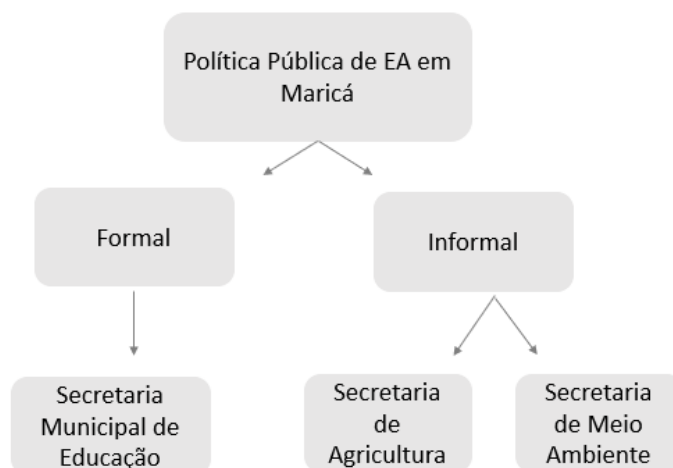 Política Pública de EA em
Maricá
Formal
Informal
Secretaria
Municipal de
Educação
Secretaria
de
Agricultura
Secretaria
de Meio
Ambiente